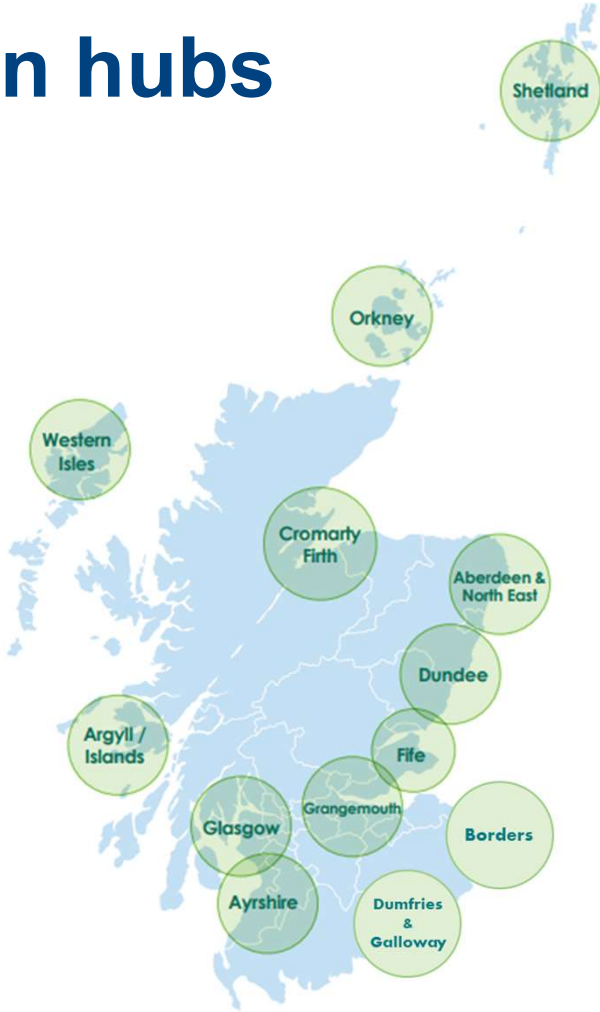 n hubs
Shetland
Orkney
Western
Isles
Cromarty
Firth
Aberdeen &
North East
Dundee
Argyll /
Islands
Fife
Grangemouth
Glasgow
Borders
Ayrshire
Dumfries
&
Galloway